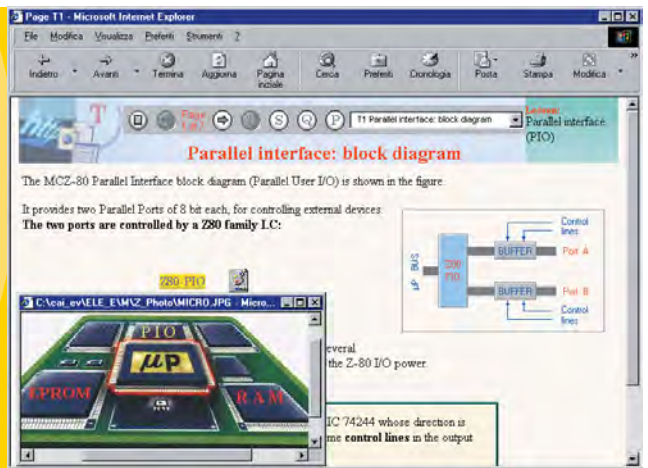 Page T1 - Microsoft Internet Explorer
File Modifica Visualizza Preferiti Strumenti ?
Indietro Avanti Termina Aggiorna Pagina iniziale Cerca Preferiti Cronologia Posta Stampa Modifica »
http T Page S Q P T1 Parallel interface: block diagram
Parallel interface
(PIO)
Parallel interface: block diagram
The MCZ-80 Parallel Interface block diagram (Parallel User I/O) is shown in the figure.
It provides two Parallel Ports of 8 bit each, for controlling external devices
The two ports are controlled by a Z80 family I.C:
Z80-PIO
µP BUS
Z80
PIO
BUFFER
BUFFER
Control
lines
Port A
Port B
Control
lines
C:\cai_ev\ELE_E\M\Z_Photo\MICRO.JPG - Micro...
PIO
µP
EPROM
RAM
everal
the Z-80 I/O power.
IC 74244 whose direction is
me control lines in the output